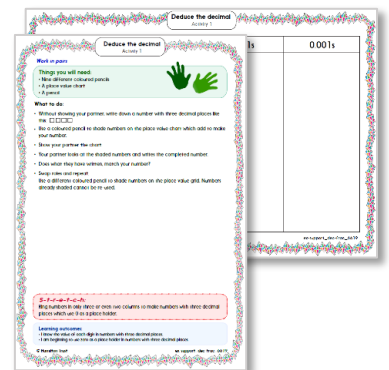 Deduce the decimal
Activity 1
1s
0.001s
Deduce the decimal
Activity 1
Work in pairs
Things you will need:
• Nine different coloured pencils
• A place value chart
• A pencil
What to do:
• Without showing your partner, write down a number with three decimal places like
this
• Use a coloured pencil to shade numbers on the place value chart which add to make
your number.
• Show your partner the chart
• Your partner looks at the shaded numbers and writes the completed number
• Does what they have written, match your number?
• Swap roles and repeat
Use a different coloured pencil to shade numbers on the place value grid. Numbers
already shaded cannot be re-used.
S-t-r-e-t-c-h:
Ring numbers in only three or even two columns to make numbers with three decimal
places which use 0 as a place holder.
Learning outcomes:
• I know the value of each digit in numbers with three decimal places.
• I am beginning to use zero as a place holder in numbers with three decimal places.
© Hamilton Trust